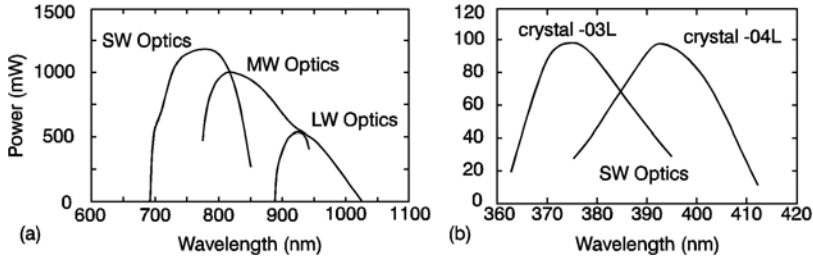 1500
SW Optics
MW Optics
1000
LW Optics
500
0
600 700 800 900 1000 1100
Power (mW)
Wavelength (nm)
(a)
120
crystal -03L
100
crystal -04L
80
60
40
SW Optics
20
0
360 370 380 390 400 410 420
Wavelength (nm)
(b)